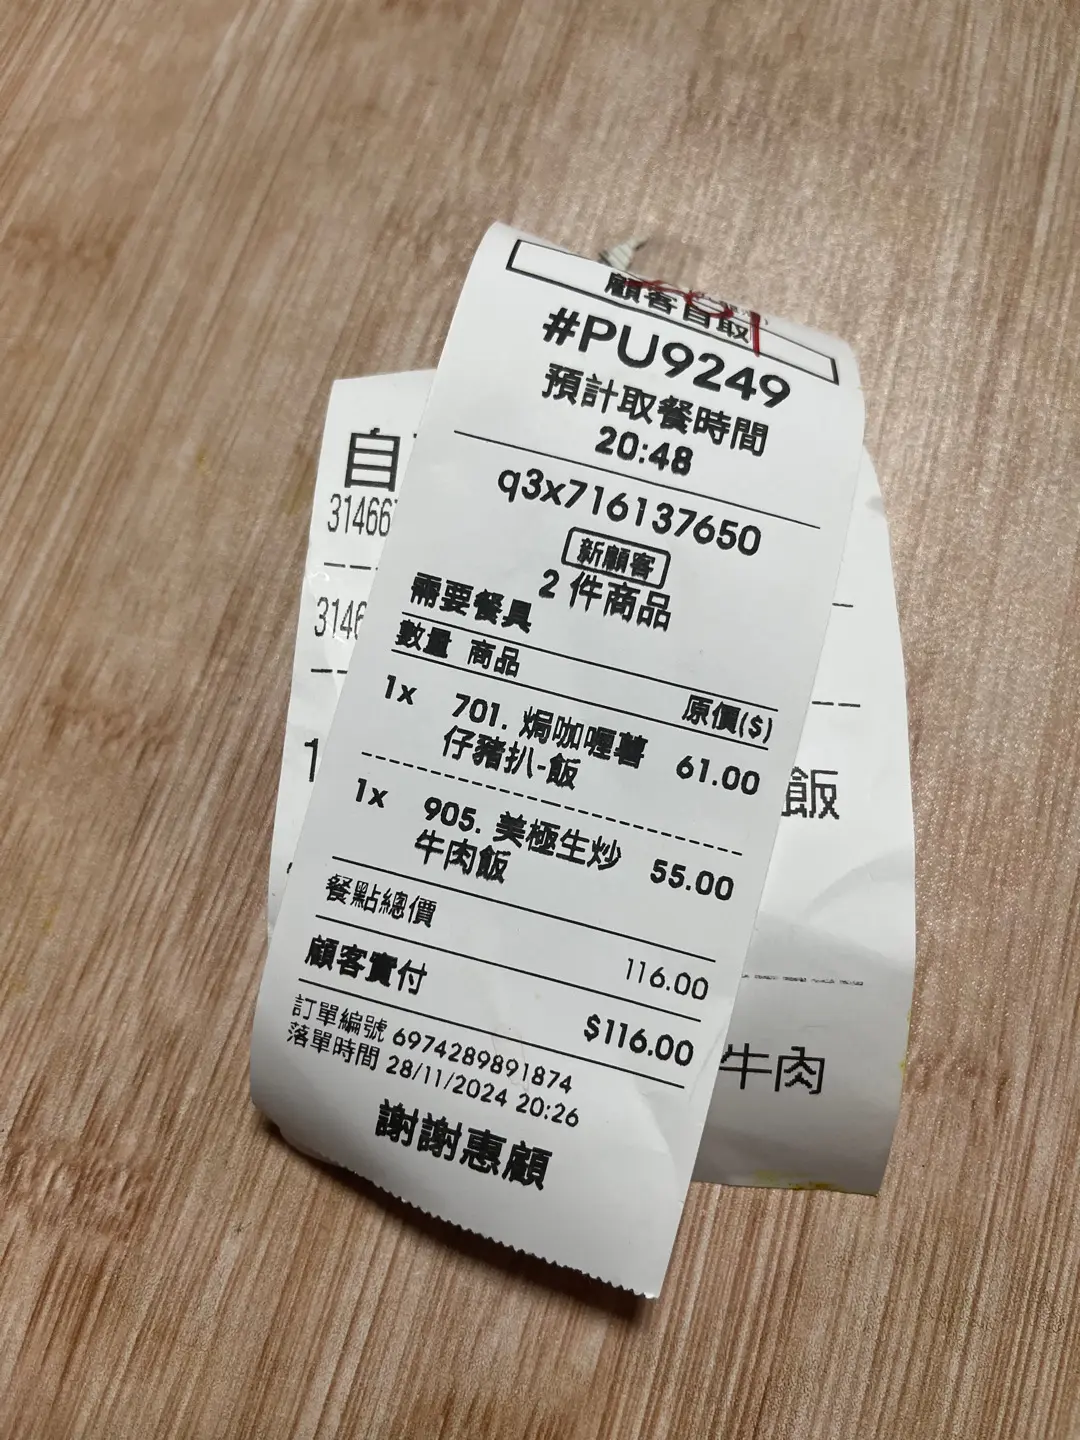 顧客自取
#PU9249
預計取餐時間
20:48
q3x716137650
新顧客
2 件商品
需要餐具
數量 商品 原價($)
1x 701. 焗咖喱薯 61.00
仔豬扒-飯
1x 905. 美極生炒 55.00
牛肉飯
餐點總價 116.00
顧客實付 $116.00
訂單編號 6974289891874
落單時間 28/11/2024 20:26
謝謝惠顧
自
31466
3146
1 飯
牛肉